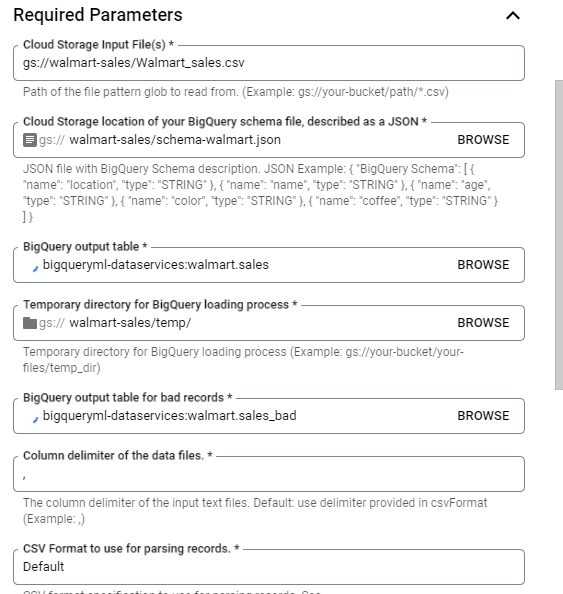 Required Parameters
Cloud Storage Input File(s) *
gs://walmart-sales/Walmart_sales.csv
Path of the file pattern glob to read from. (Example: gs://your-bucket/path/*.csv)
Cloud Storage location of your BigQuery schema file, described as a JSON *
gs:// walmart-sales/schema-walmart.json BROWSE
JSON file with BigQuery Schema description. JSON Example: { "BigQuery Schema": [ {
"name": "location", "type": "STRING" }, { "name": "name", "type": "STRING" }, { "name": "age",
"type": "STRING" }, { "name": "color", "type": "STRING" }, { "name": "coffee", "type": "STRING" }
] }
BigQuery output table *
bigqueryml-dataservices:walmart.sales BROWSE
Temporary directory for BigQuery loading process *
gs:// walmart-sales/temp/ BROWSE
Temporary directory for BigQuery loading process (Example: gs://your-bucket/your-
files/temp_dir)
BigQuery output table for bad records *
bigqueryml-dataservices:walmart.sales_bad BROWSE
Column delimiter of the data files. *
,
The column delimiter of the input text files. Default: use delimiter provided in csvFormat
(Example: ,)
CSV Format to use for parsing records. *
Default